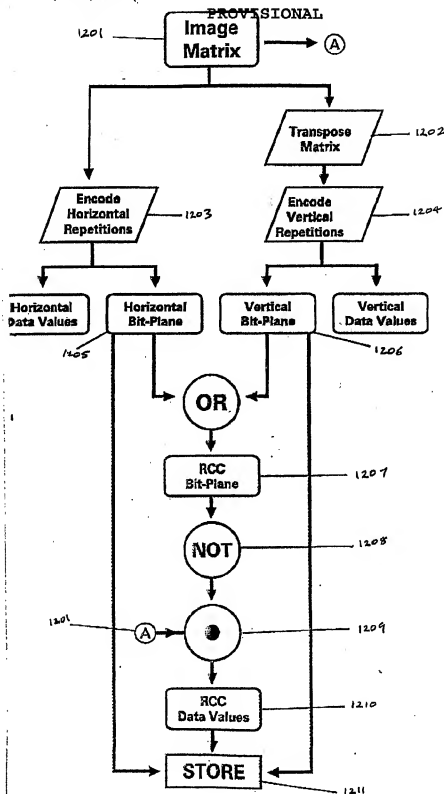 PROVISIONAL
1201
Image
Matrix
A
Transpose
Matrix
1202
Encode
Horizontal
Repetitions
1203
Encode
Vertical
Repetitions
1204
Horizontal
Data Values
Horizontal
Bit-Plane
Vertical
Bit-Plane
Vertical
Data Values
1205
1206
OR
RCC
Bit-Plane
1207
NOT
1208
1201
A
1209
RCC
Data Values
1210
STORE
1211